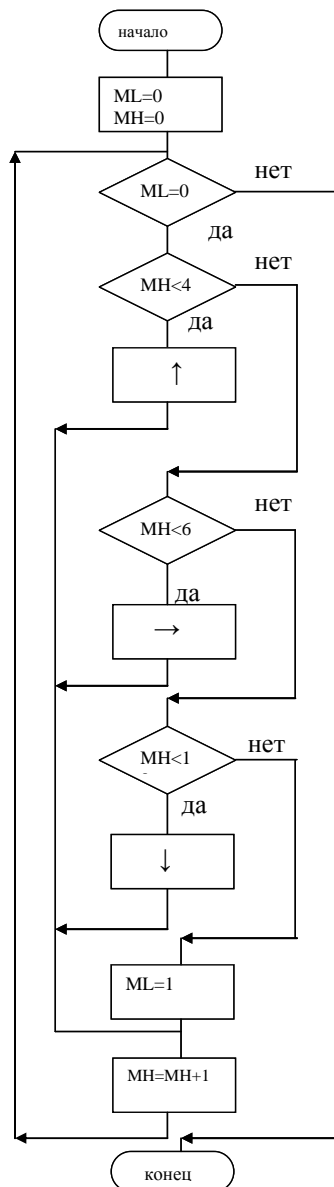 начало
ML=0
MH=0
ML=0
нет
да
MH<4
нет
да
↑
MH<6
нет
да
→
MH<1
нет
да
↓
ML=1
MH=MH+1
конец